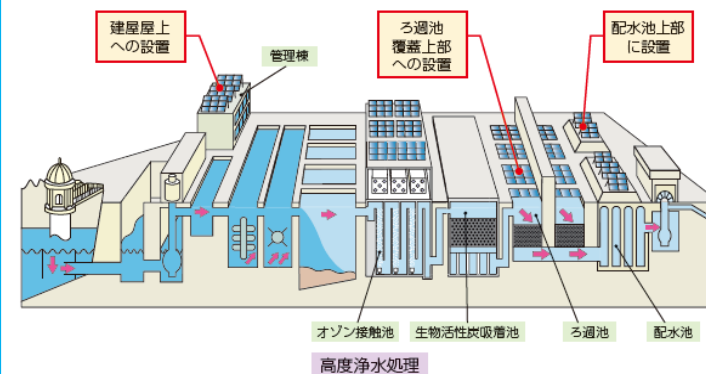 建屋屋上
への設置
管理棟
ろ過池
覆蓋上部
への設置
配水池上部
に設置
オゾン接触池
生物活性炭吸着池
ろ過池
配水池
高度浄水処理